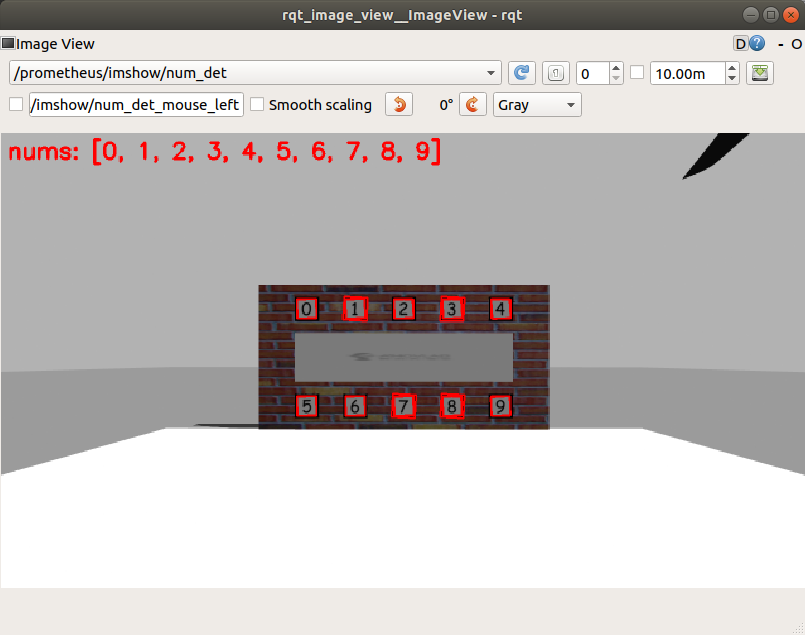 rqt_image_view__ImageView - rqt
Image View
D ? - O
/prometheus/imshow/num_det
0
10.00m
/imshow/num_det_mouse_left
Smooth scaling
0°
Gray
nums: [0, 1, 2, 3, 4, 5, 6, 7, 8, 9]
0 1 2 3 4
5 6 7 8 9